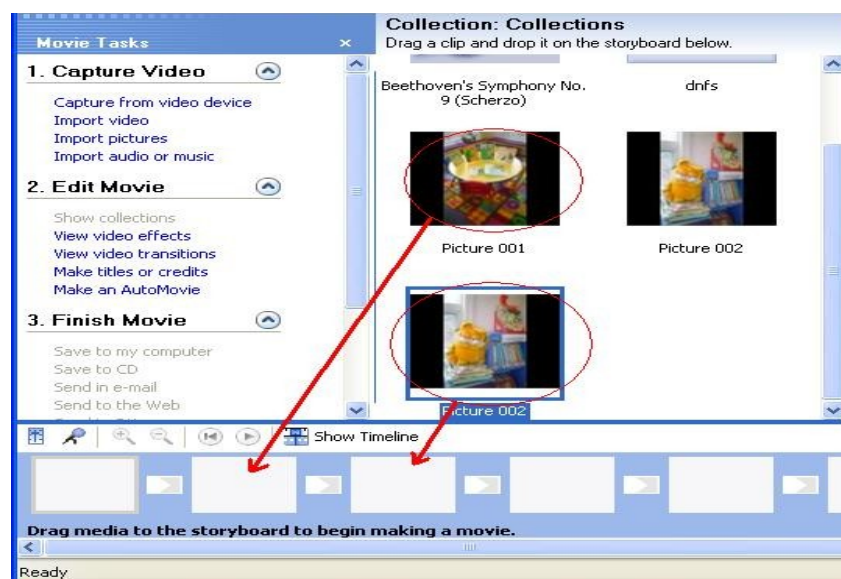 Movie Tasks
×
1. Capture Video
Capture from video device
Import video
Import pictures
Import audio or music
2. Edit Movie
Show collections
View video effects
View video transitions
Make titles or credits
Make an AutoMovie
3. Finish Movie
Save to my computer
Save to CD
Send in e-mail
Send to the Web
Collection: Collections
Drag a clip and drop it on the storyboard below.
Beethoven's Symphony No.
9 (Scherzo)
dnfs
Picture 001
Picture 002
Picture 002
Show Timeline
Drag media to the storyboard to begin making a movie.
Ready